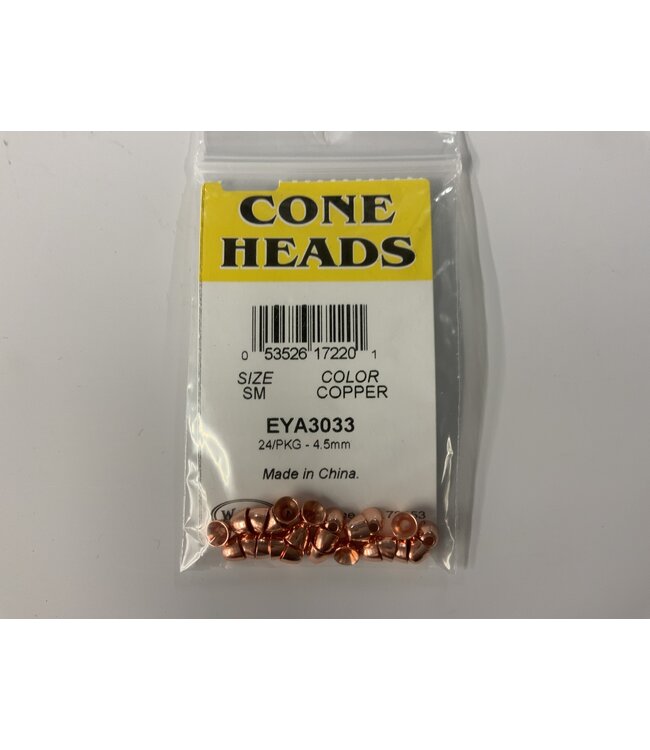 CONE
HEADS
0 53526 17220 1
SIZE COLOR
SM COPPER
EYA3033
24/PKG - 4.5mm
Made in China.